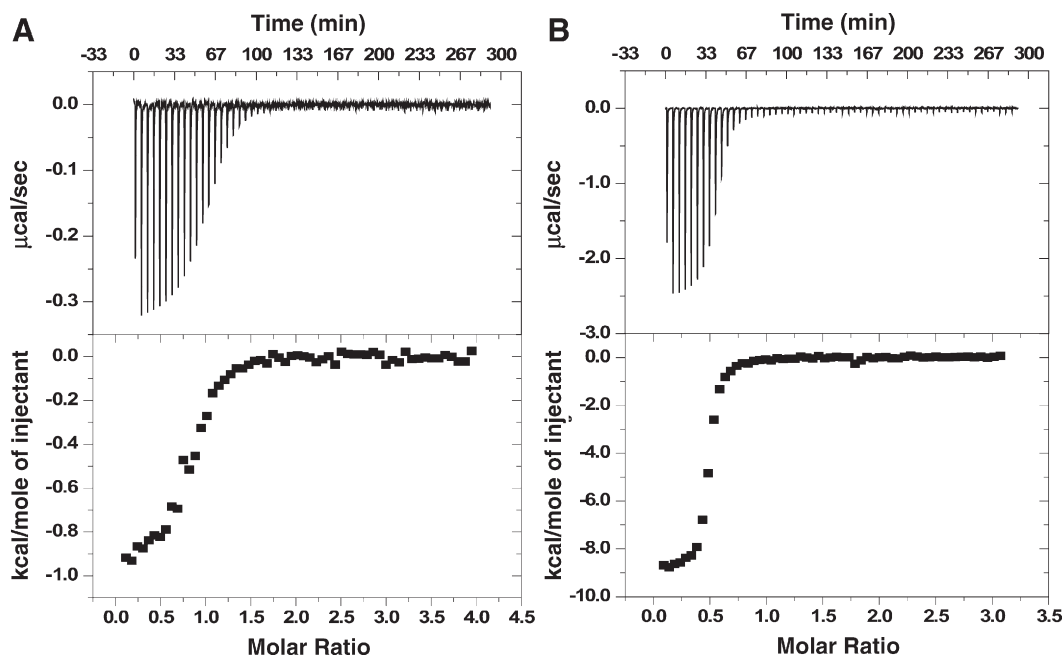 A
Time (min)
-33 0 33 67 100 133 167 200 233 267 300
0.0
-0.1
-0.2
-0.3
µcal/sec
0.0
-0.2
-0.4
-0.6
-0.8
-1.0
kcal/mole of injectant
0.0 0.5 1.0 1.5 2.0 2.5 3.0 3.5 4.0 4.5
Molar Ratio
B
Time (min)
-33 0 33 67 100 133 167 200 233 267 300
0.0
-1.0
-2.0
-3.0
µcal/sec
0.0
-2.0
-4.0
-6.0
-8.0
-10.0
kcal/mole of injectant
0.0 0.5 1.0 1.5 2.0 2.5 3.0 3.5
Molar Ratio